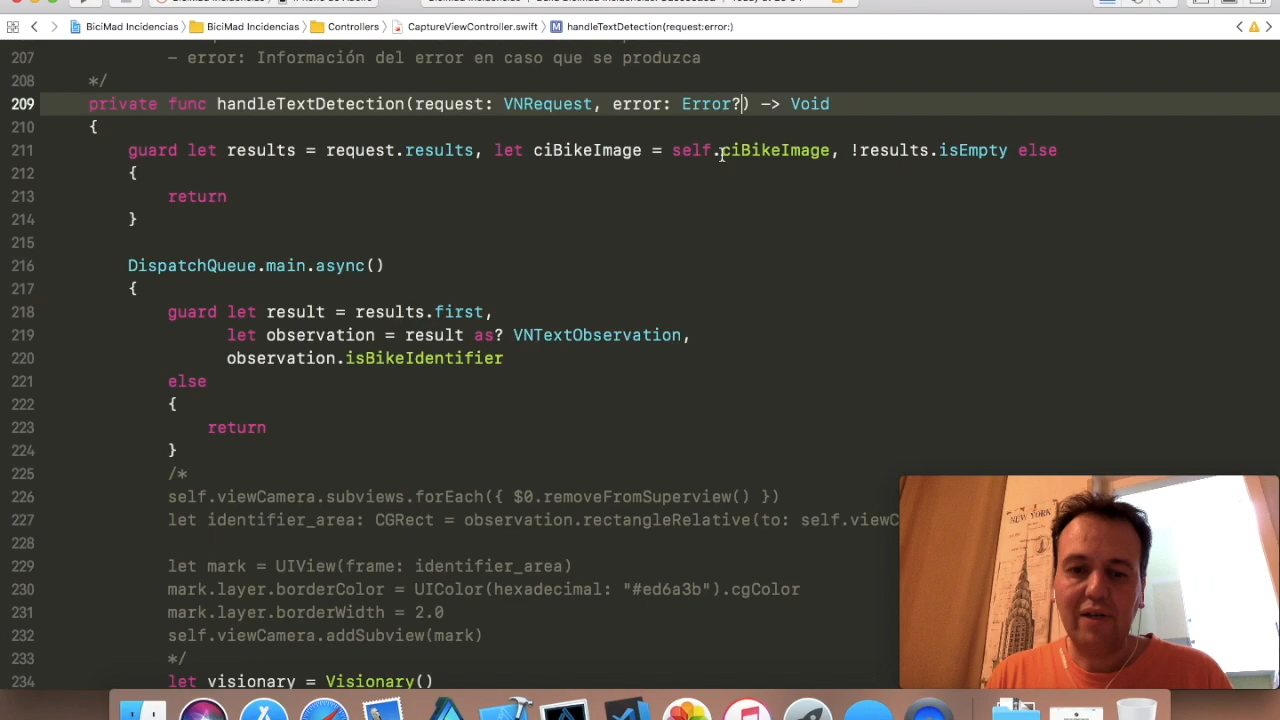 BiciMad Incidencias
BiciMad Incidencias
Controllers
CaptureViewController.swift
M
handleTextDetection(request:error:)
207 - error: Información del error en caso que se produzca
208 */
209 private func handleTextDetection(request: VNRequest, error: Error?) -> Void
210 {
211 guard let results = request.results, let ciBikeImage = self.ciBikeImage, !results.isEmpty else
212 {
213 return
214 }
215
216 DispatchQueue.main.async()
217 {
218 guard let result = results.first,
219 let observation = result as? VNTextObservation,
220 observation.isBikeIdentifier
221 else
222 {
223 return
224 }
225 /*
226 self.viewCamera.subviews.forEach({ $0.removeFromSuperview() })
227 let identifier_area: CGRect = observation.rectangleRelative(to: self.viewC
228
229 let mark = UIView(frame: identifier_area)
230 mark.layer.borderColor = UIColor(hexadecimal: "#ed6a3b").cgColor
231 mark.layer.borderWidth = 2.0
232 self.viewCamera.addSubview(mark)
233 */
234 let visionary = Visionary()
NEW YORK